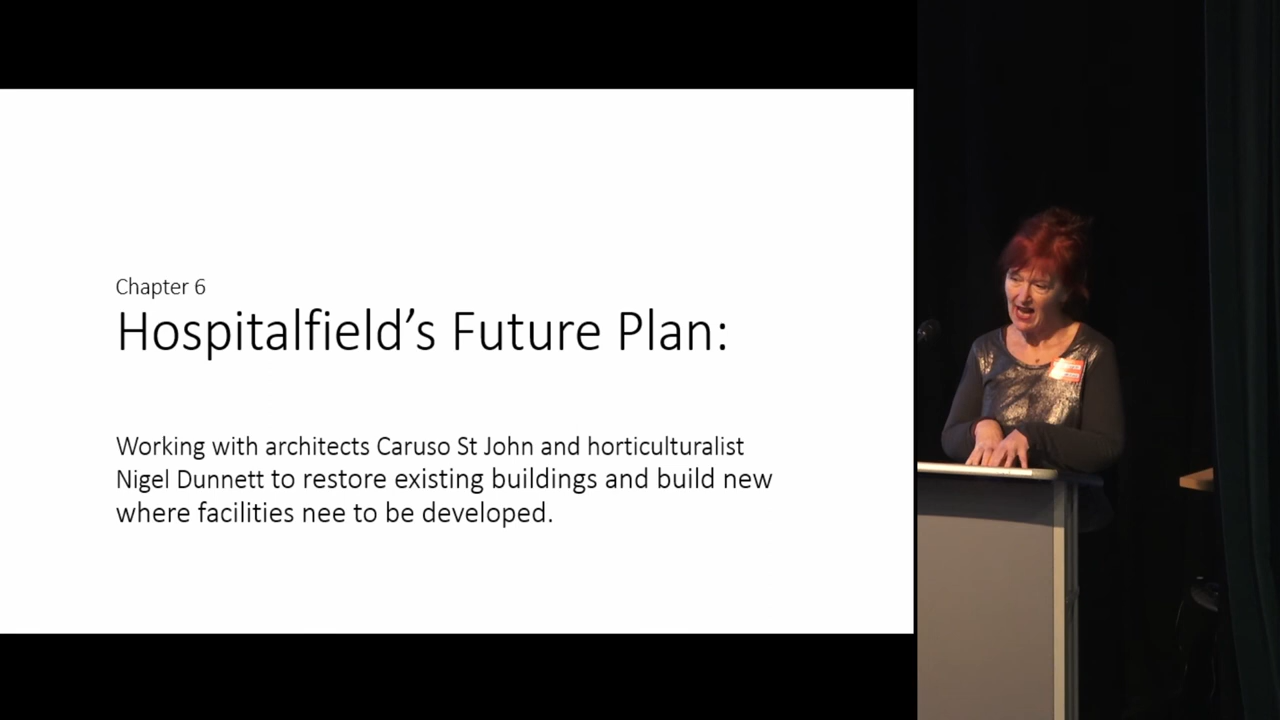 Chapter 6
Hospitalfield’s Future Plan:
Working with architects Caruso St John and horticulturalist
Nigel Dunnett to restore existing buildings and build new
where facilities nee to be developed.